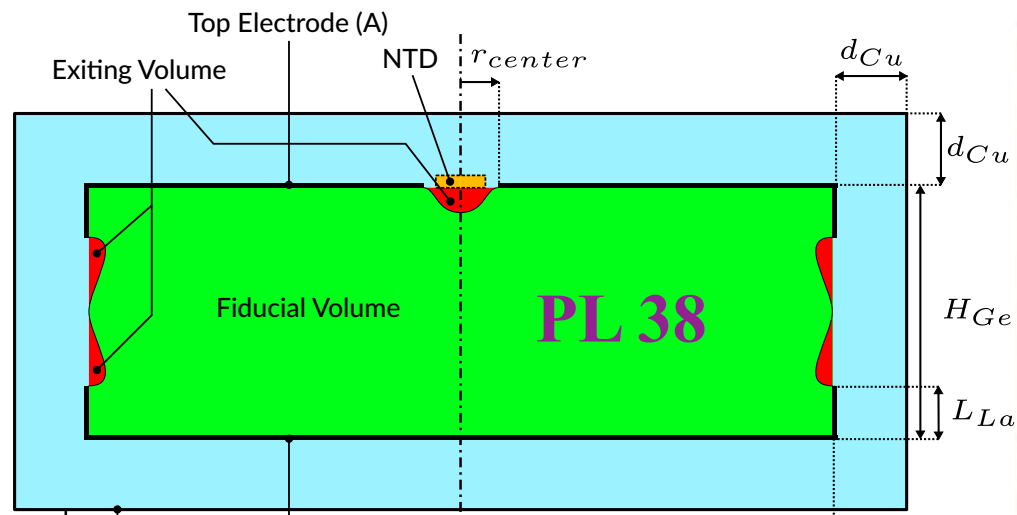 Top Electrode (A)
NTD
r_center
d_Cu
Exiting Volume
d_Cu
Fiducial Volume
PL 38
H_Ge
L_La